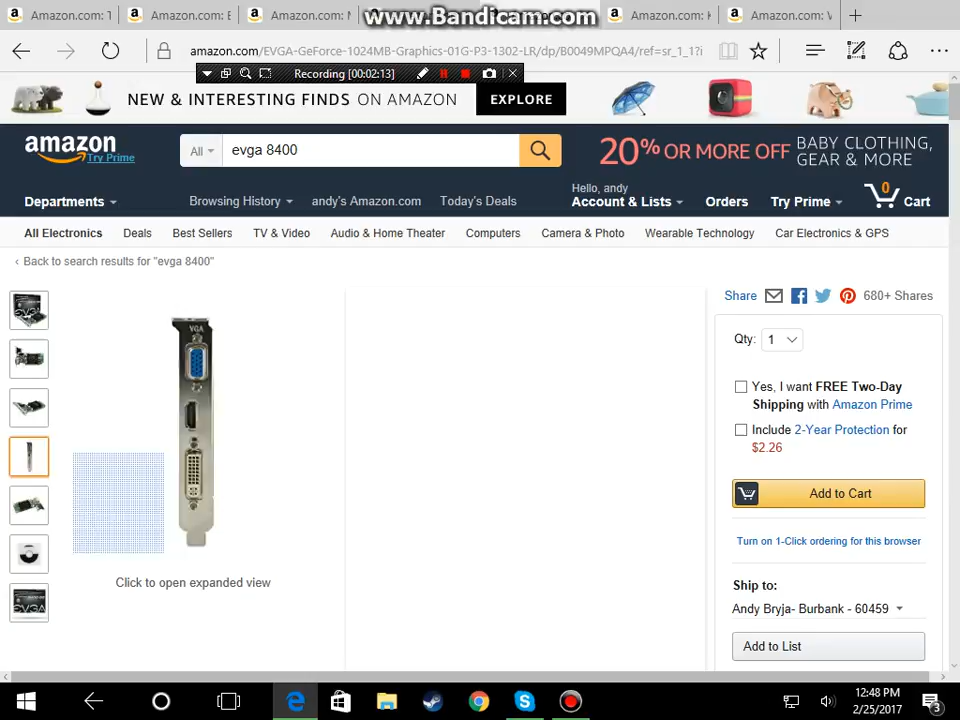 Amazon.com: T
Amazon.com: E
Amazon.com: M
www.Bandicam.com
Amazon.com: H
Amazon.com: V
amazon.com/EVGA-GeForce-1024MB-Graphics-01G-P3-1302-LR/dp/B0049MPQA4/ref=sr_1_1?i
Recording [00:02:13]
NEW & INTERESTING FINDS ON AMAZON
EXPLORE
amazon
Try Prime
All
evga 8400
20% OR MORE OFF
BABY CLOTHING,
GEAR & MORE
Departments
Browsing History
andy's Amazon.com
Today's Deals
Hello, andy
Account & Lists
Orders
Try Prime
0
Cart
All Electronics
Deals
Best Sellers
TV & Video
Audio & Home Theater
Computers
Camera & Photo
Wearable Technology
Car Electronics & GPS
‹ Back to search results for "evga 8400"
VGA
EVGA
Click to open expanded view
Share
680+ Shares
Qty: 1
Yes, I want FREE Two-Day
Shipping with Amazon Prime
Include 2-Year Protection for
$2.26
Add to Cart
Turn on 1-Click ordering for this browser
Ship to:
Andy Bryja- Burbank - 60459
Add to List
12:48 PM
2/25/2017
3